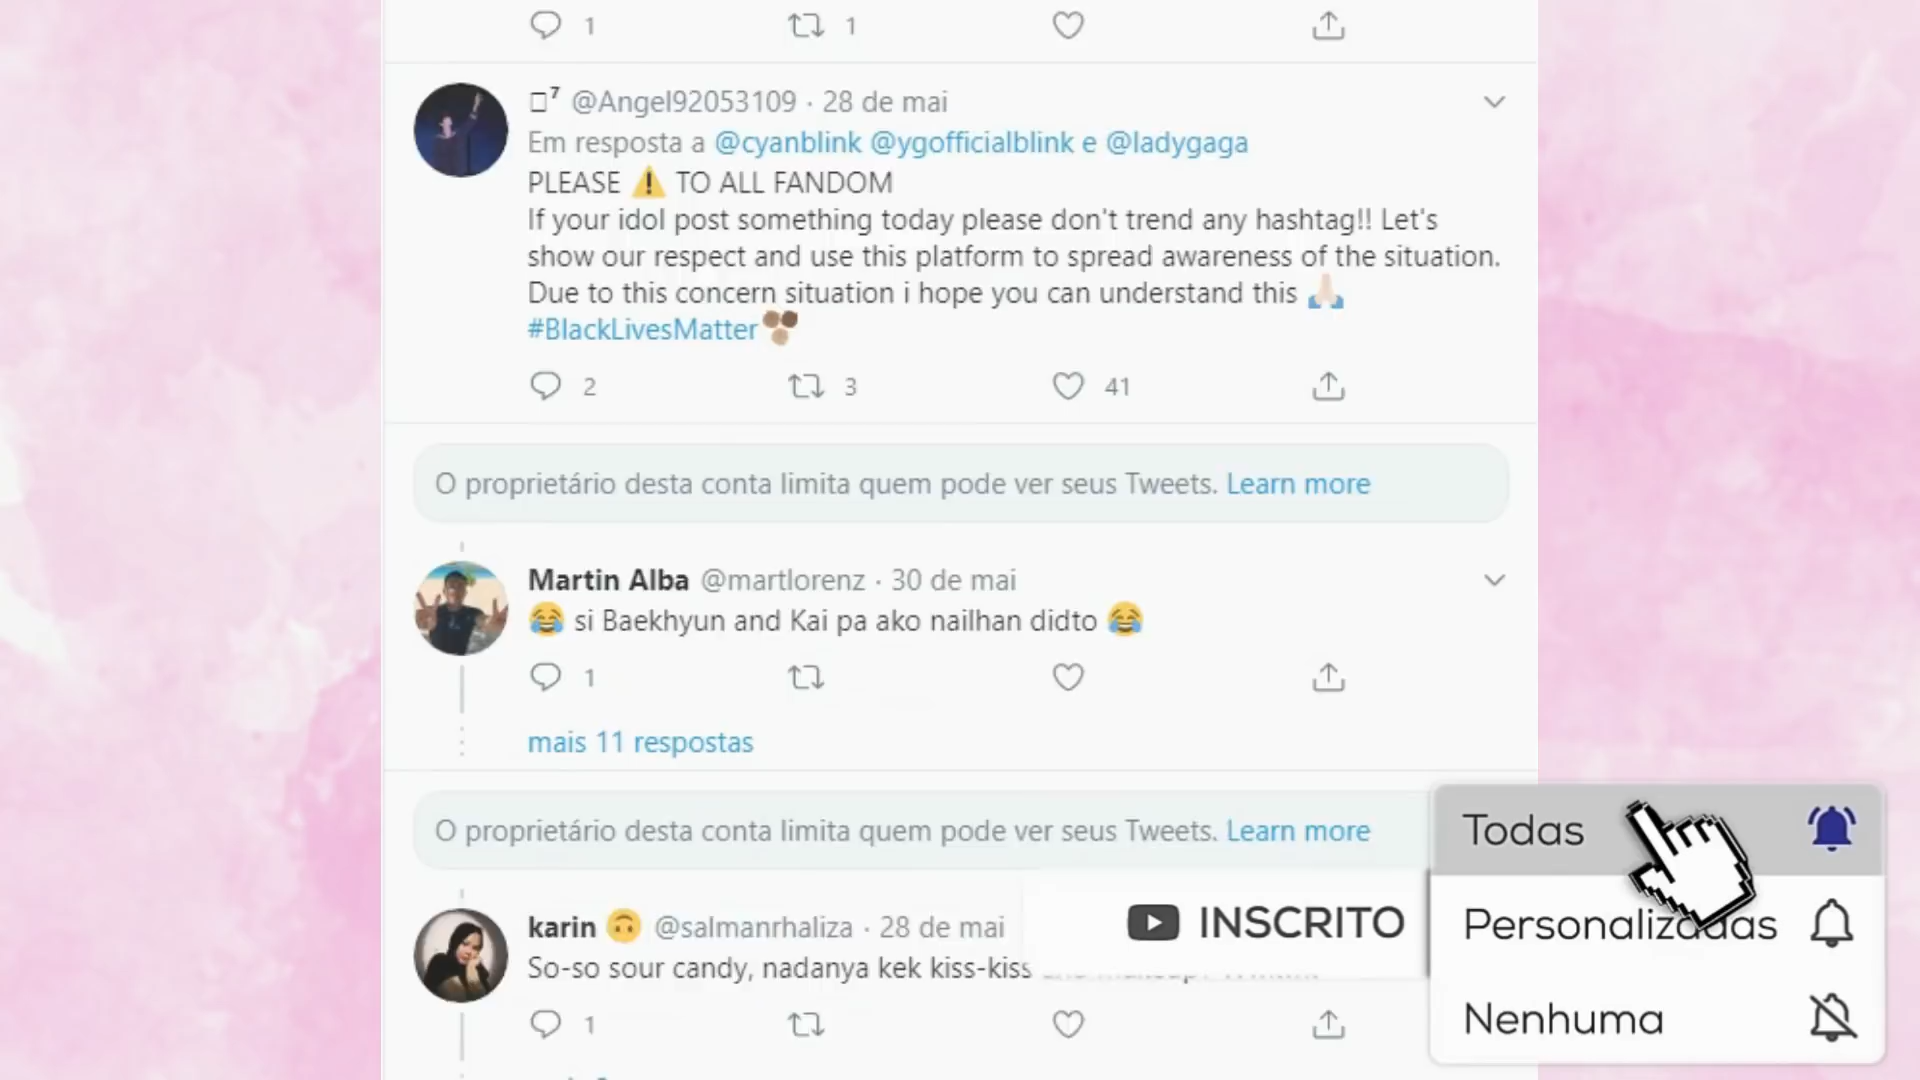 1 1
7 @Angel92053109 · 28 de mai
Em resposta a @cyanblink @ygofficialblink e @ladygaga
PLEASE ⚠️ TO ALL FANDOM
If your idol post something today please don't trend any hashtag!! Let's
show our respect and use this platform to spread awareness of the situation.
Due to this concern situation i hope you can understand this 🙏🏻
#BlackLivesMatter
2 3 41
O proprietário desta conta limita quem pode ver seus Tweets. Learn more
Martin Alba @martlorenz · 30 de mai
😂 si Baekhyun and Kai pa ako nailhan didto 😂
1
mais 11 respostas
O proprietário desta conta limita quem pode ver seus Tweets. Learn more
karin 🙃 @salmanrhaliza · 28 de mai
So-so sour candy, nadanya kek kiss-kiss
1
INSCRITO
Todas
Personalizadas
Nenhuma